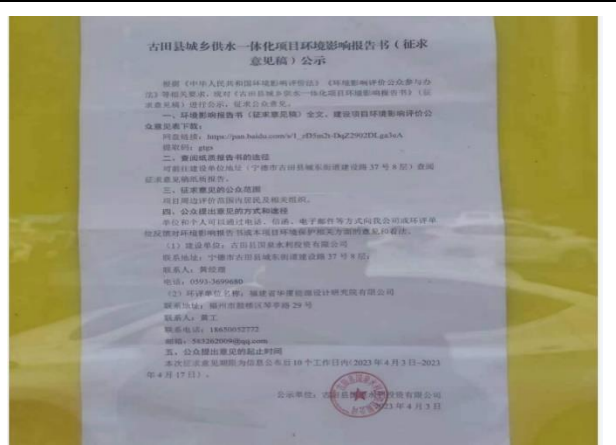 古田县城乡供水一体化项目环境影响报告书（征求
意见稿）公示
根据《中华人民共和国环境影响评价法》《环境影响评价公众参与办
法》等相关要求，现对《古田县城乡供水一体化项目环境影响报告书》（征
求意见稿）进行公示，征求公众意见。
一、环境影响报告书（征求意见稿）全文，建设项目环境影响评价公
众意见表下载：
网盘链接：https://pan.baidu.com/s/1
提取码：gtgs
二、查阅纸质报告书的途径
可前往建设单位地址（宁德市古田县城东街道建设路 37 号 8 层）查阅
征求意见稿纸质报告。
三、征求意见的公众范围
项目周边评价范围内居民及相关组织。
四、公众提出意见的方式和途径
单位和个人可以通过电话、信函、电子邮件等方式向我公司或环评单
位反馈对环境影响报告书或本项目环境保护相关方面的意见和看法。
（1）建设单位：古田县国泉水利投资有限公司
联系地址：宁德市古田县城东街道建设路 37 号 8 层；
联系人：黄经理
电话：0593-3699680
（2）环评单位名称：福建省华厦能源设计研究院有限公司
联系地址：福州市鼓楼区琴亭路 29 号
联系人：黄工
联系电话：18650052772
邮箱：563262009@qq.com
五、公众提出意见的起止时间
本次征求意见期限为信息公布后 10 个工作日内（2023 年 4 月 3 日~2023
年 4 月 17 日）。
公示单位：古田县国泉水利投资有限公司
2023 年 4 月 3 日